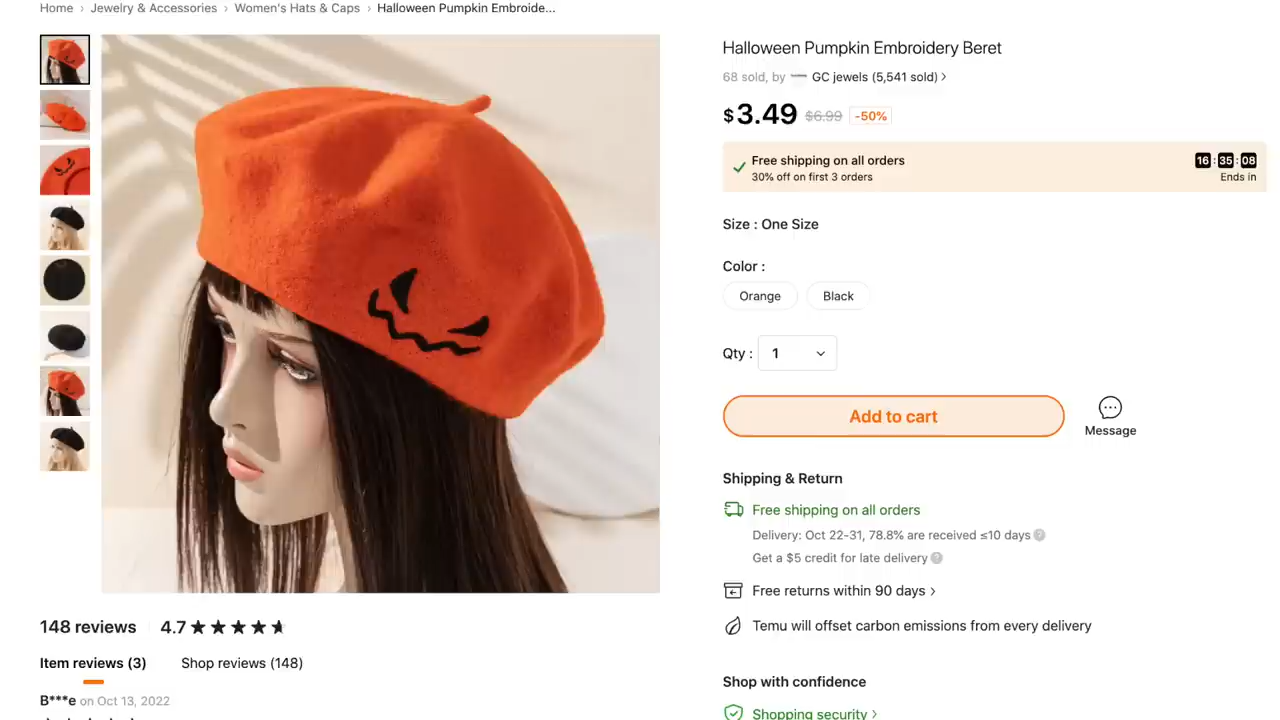 Home › Jewelry & Accessories › Women's Hats & Caps › Halloween Pumpkin Embroide...
Halloween Pumpkin Embroidery Beret
68 sold, by GC jewels (5,541 sold) ›
$3.49 $6.99 -50%
Free shipping on all orders
30% off on first 3 orders
16:35:08
Ends in
Size : One Size
Color :
Orange Black
Qty : 1
Add to cart
Message
Shipping & Return
Free shipping on all orders
Delivery: Oct 22-31, 78.8% are received ≤10 days ?
Get a $5 credit for late delivery ?
Free returns within 90 days ›
Temu will offset carbon emissions from every delivery
Shop with confidence
Shopping security ›
148 reviews 4.7
Item reviews (3) Shop reviews (148)
B***e on Oct 13, 2022